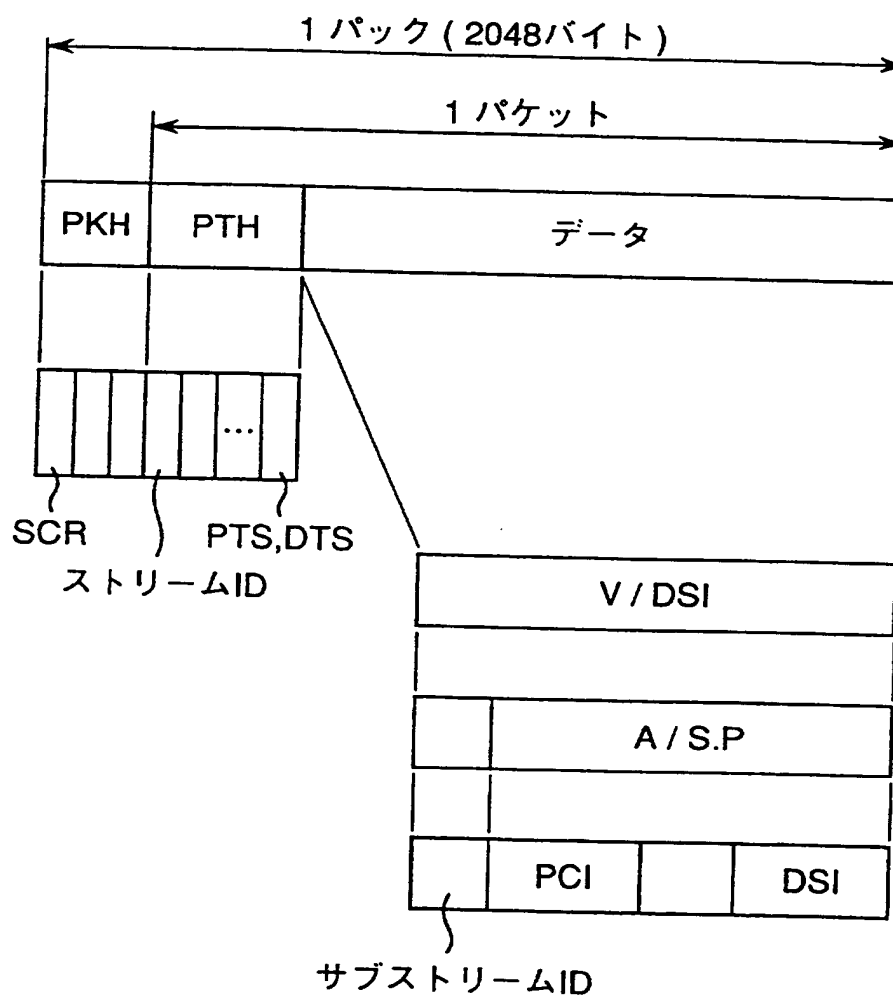 1 パック ( 2048バイト )
1 パケット
PKH PTH データ
...
SCR PTS,DTS
ストリームID
V / DSI
A / S.P
PCI DSI
サブストリームID